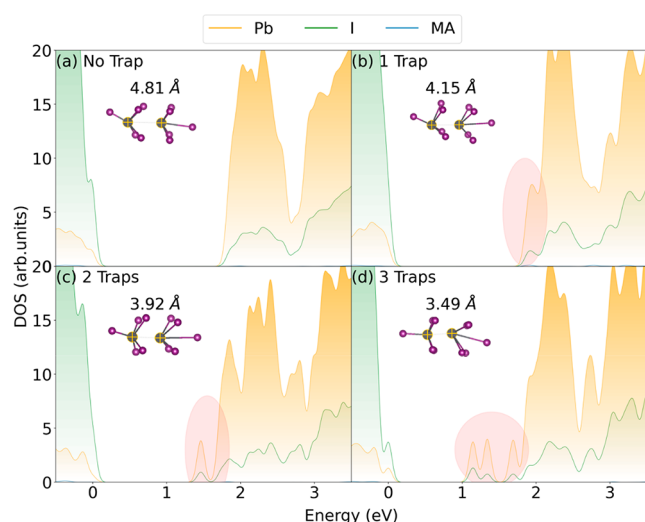 Pb I MA
(a) No Trap
4.81 Å
(b) 1 Trap
4.15 Å
20
15
10
5
0
DOS (arb.units)
(c) 2 Traps
3.92 Å
(d) 3 Traps
3.49 Å
20
15
10
5
0
0 1 2 3 0 1 2 3
Energy (eV)